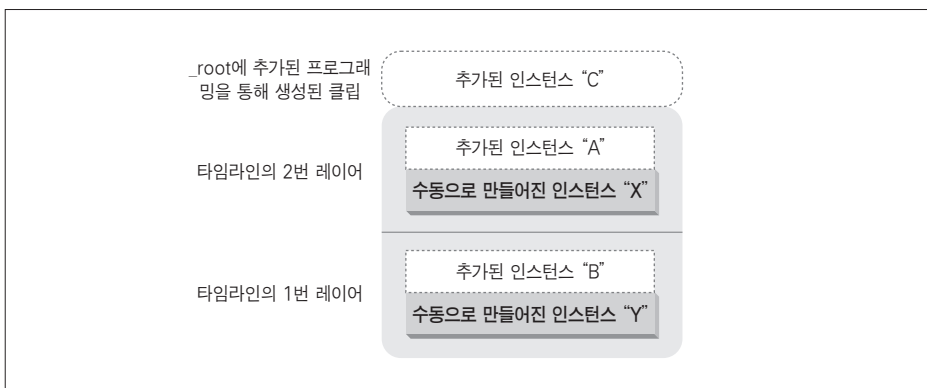 _root에 추가된 프로그래
밍을 통해 생성된 클립
추가된 인스턴스 “C”
타임라인의 2번 레이어
추가된 인스턴스 “A”
수동으로 만들어진 인스턴스 “X”
타임라인의 1번 레이어
추가된 인스턴스 “B”
수동으로 만들어진 인스턴스 “Y”